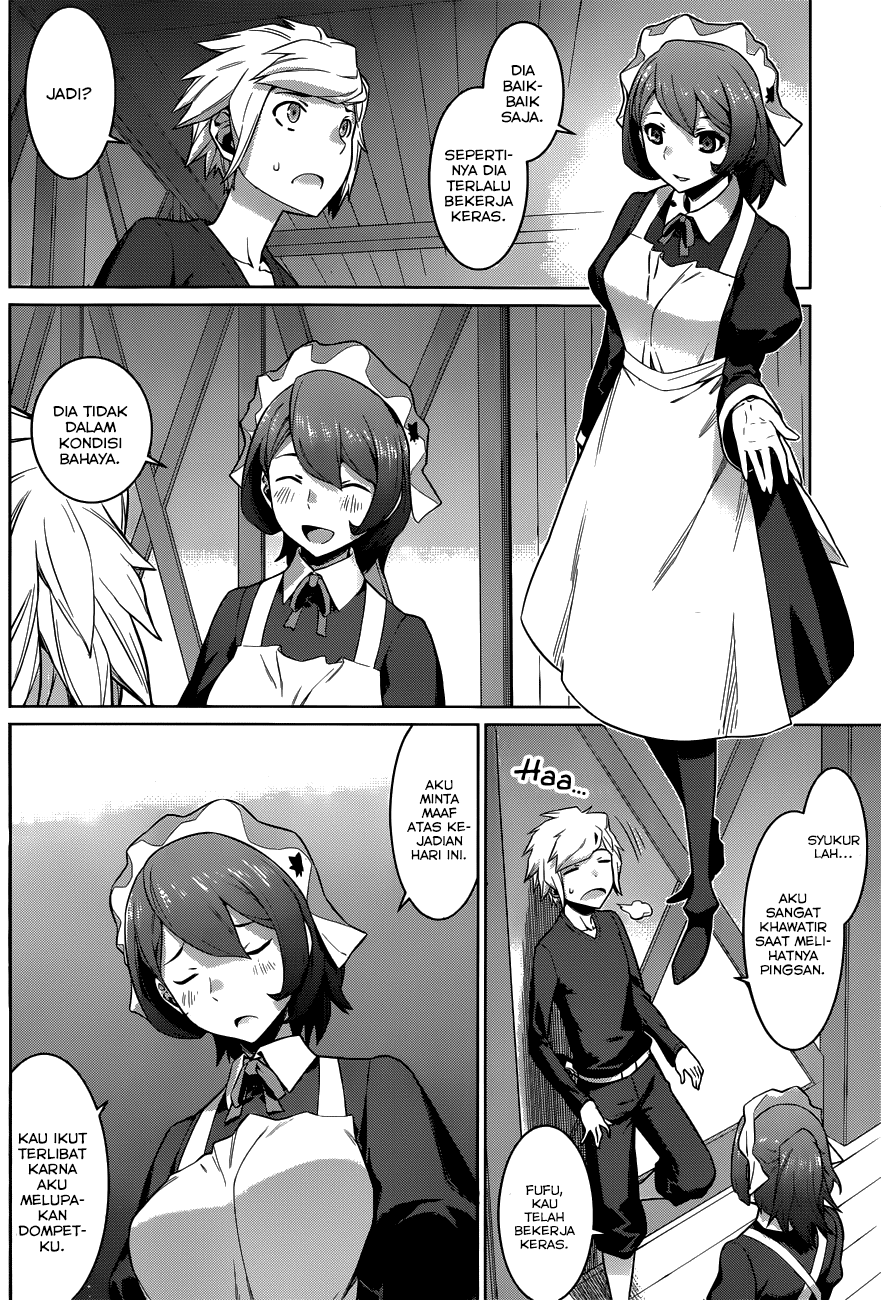 DIA
BAIK-
BAIK
SAJA.
SEPERTI-
NYA DIA
TERLALU
BEKERJA
KERAS.
JADI?
DIA TIDAK
DALAM
KONDISI
BAHAYA.
SYUKUR
LAH...
AKU
SANGAT
KHAWATIR
SAAT MELI-
HATNYA
PINGSAN.
Haa...
FUFU,
KAU
TELAH
BEKERJA
KERAS.
AKU
MINTA
MAAF
ATAS KE-
JADIAN
HARI INI.
KAU IKUT
TERLIBAT
KARNA
AKU
MELUPA-
KAN
DOMPET-
KU.